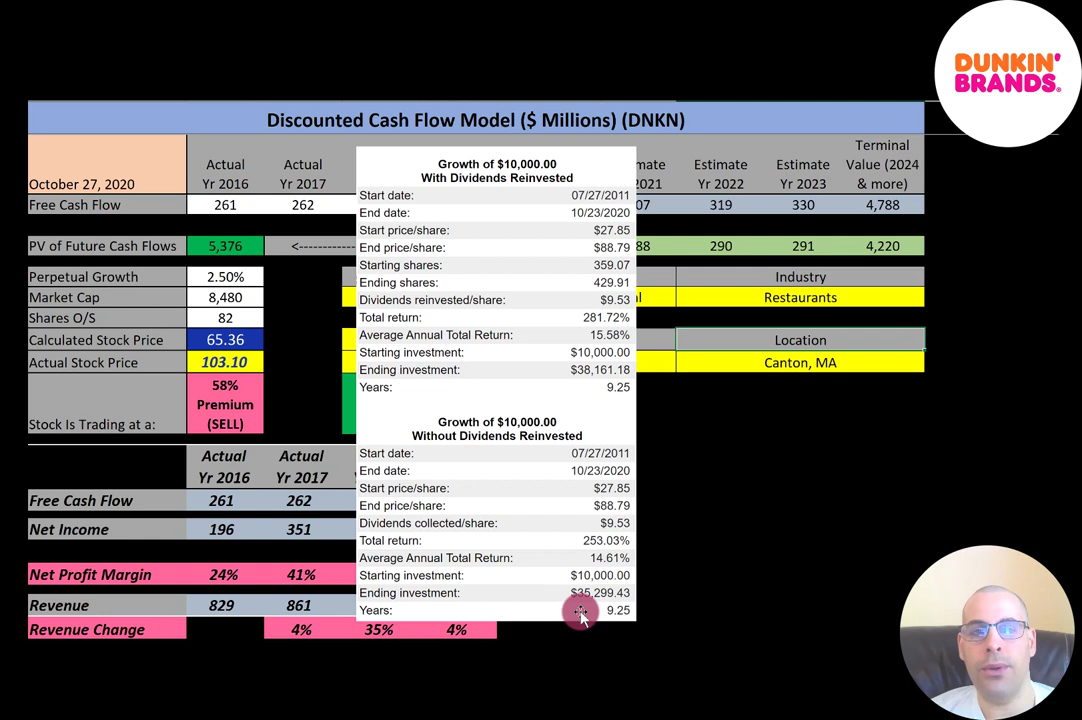 DUNKIN'
BRANDS®
Discounted Cash Flow Model ($ Millions) (DNKN)
October 27, 2020
Actual
Yr 2016
Actual
Yr 2017
mate
2021
Estimate
Yr 2022
Estimate
Yr 2023
Terminal
Value (2024
& more)
Free Cash Flow 261 262 07 319 330 4,788
PV of Future Cash Flows 5,376 <----------- 88 290 291 4,220
Perpetual Growth 2.50% Industry
Market Cap 8,480 Restaurants
Shares O/S 82
Calculated Stock Price 65.36 Location
Actual Stock Price 103.10 Canton, MA
Stock Is Trading at a:
58%
Premium
(SELL)
Actual
Yr 2016
Actual
Yr 2017
Free Cash Flow 261 262
Net Income 196 351
Net Profit Margin 24% 41%
Revenue 829 861
Revenue Change 4% 35% 4%
Growth of $10,000.00
With Dividends Reinvested
Start date: 07/27/2011
End date: 10/23/2020
Start price/share: $27.85
End price/share: $88.79
Starting shares: 359.07
Ending shares: 429.91
Dividends reinvested/share: $9.53
Total return: 281.72%
Average Annual Total Return: 15.58%
Starting investment: $10,000.00
Ending investment: $38,161.18
Years: 9.25
Growth of $10,000.00
Without Dividends Reinvested
Start date: 07/27/2011
End date: 10/23/2020
Start price/share: $27.85
End price/share: $88.79
Dividends collected/share: $9.53
Total return: 253.03%
Average Annual Total Return: 14.61%
Starting investment: $10,000.00
Ending investment: $35,299.43
Years: 9.25